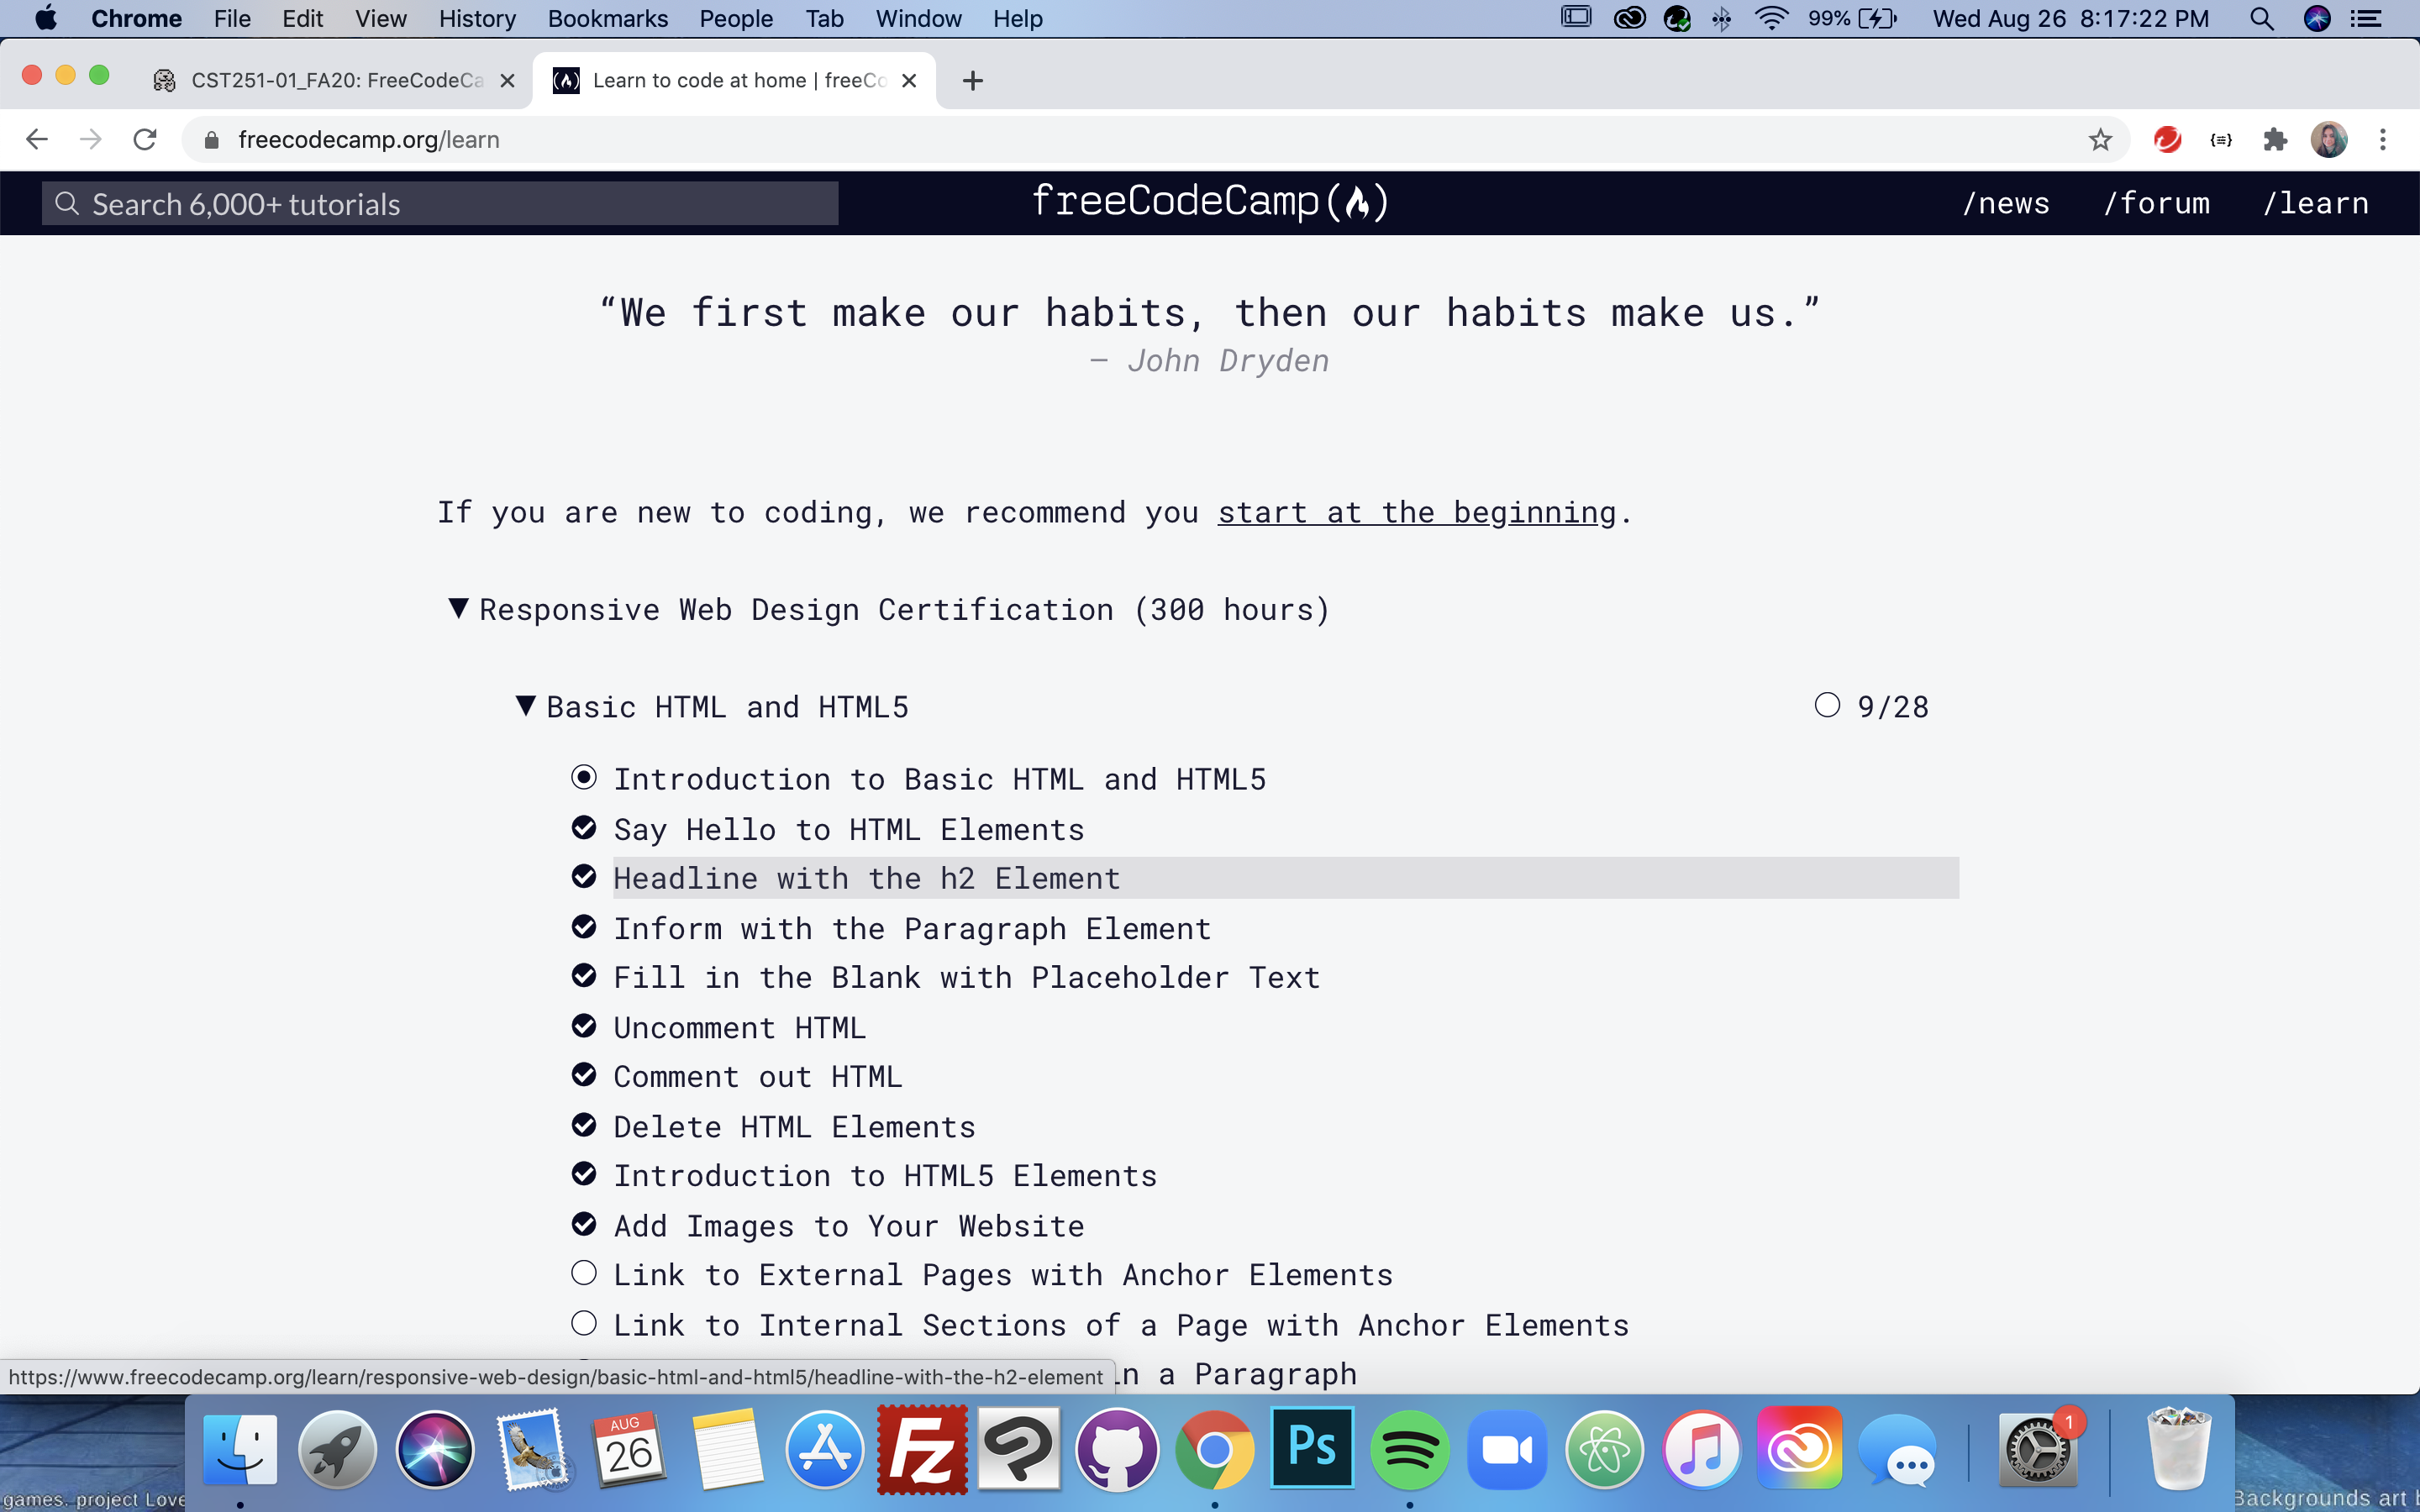 Chrome File Edit View History Bookmarks People Tab Window Help 99% Wed Aug 26 8:17:22 PM
CST251-01_FA20: FreeCodeCa Learn to code at home | freeCo
freecodecamp.org/learn
Search 6,000+ tutorials freeCodeCamp /news /forum /learn
“We first make our habits, then our habits make us.”
— John Dryden
If you are new to coding, we recommend you start at the beginning.
Responsive Web Design Certification (300 hours)
Basic HTML and HTML5 9/28
Introduction to Basic HTML and HTML5
Say Hello to HTML Elements
Headline with the h2 Element
Inform with the Paragraph Element
Fill in the Blank with Placeholder Text
Uncomment HTML
Comment out HTML
Delete HTML Elements
Introduction to HTML5 Elements
Add Images to Your Website
Link to External Pages with Anchor Elements
Link to Internal Sections of a Page with Anchor Elements
a Paragraph
https://www.freecodecamp.org/learn/responsive-web-design/basic-html-and-html5/headline-with-the-h2-element
AUG
26
Fz
Ps
1
games. project Love
Backgrounds art